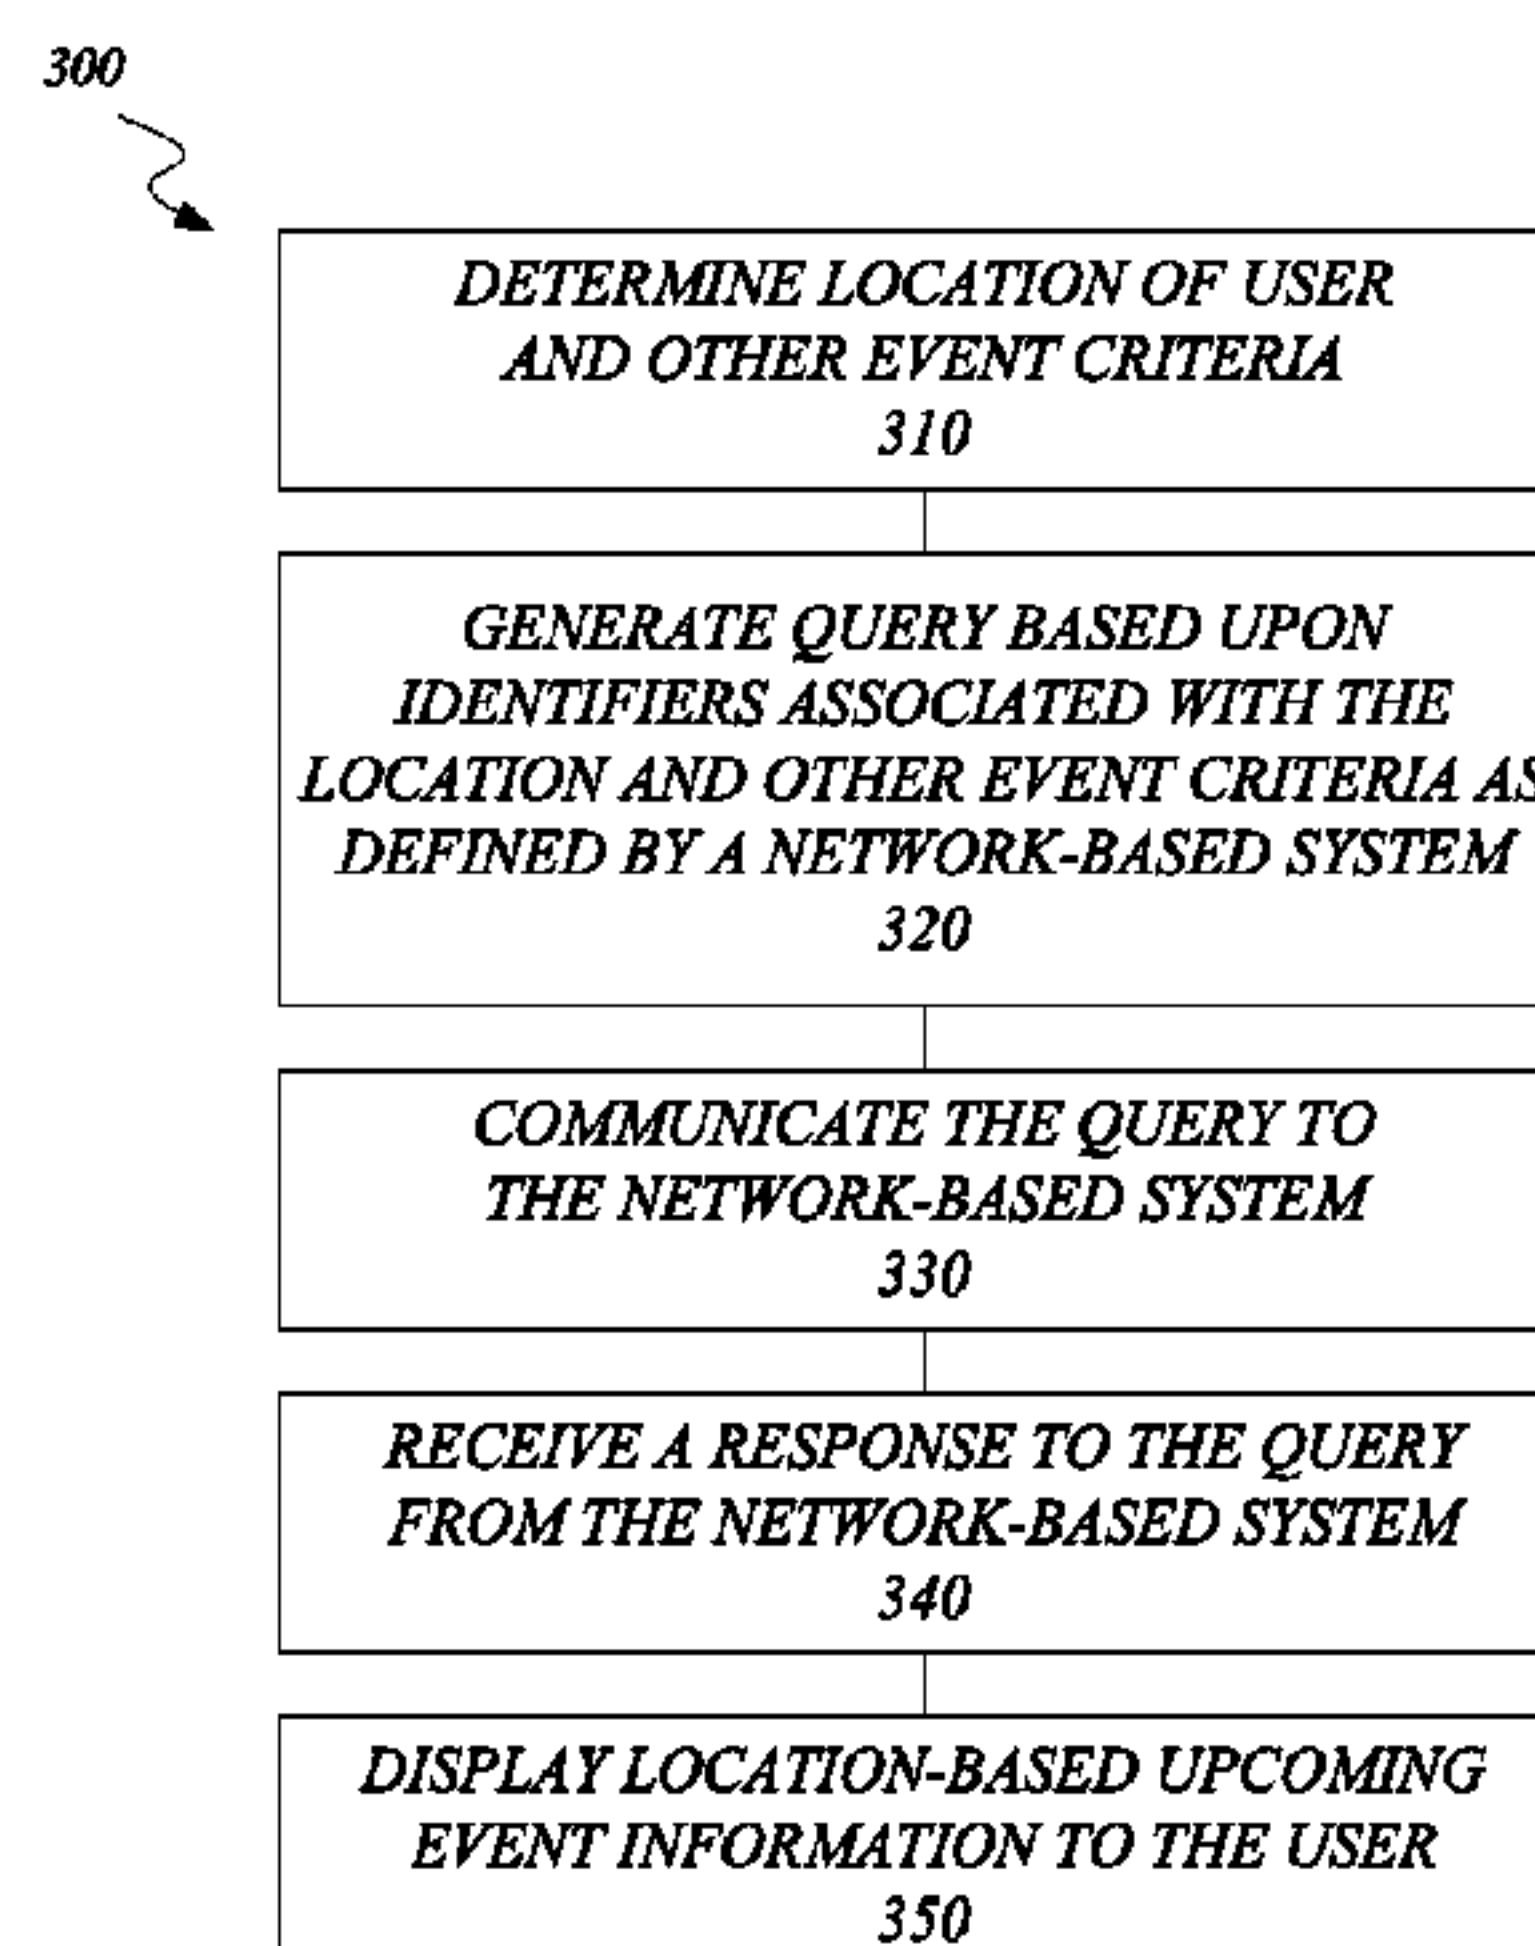 300
DETERMINE LOCATION OF USER
AND OTHER EVENT CRITERIA
310
GENERATE QUERY BASED UPON
IDENTIFIERS ASSOCIATED WITH THE
LOCATION AND OTHER EVENT CRITERIA AS
DEFINED BY A NETWORK-BASED SYSTEM
320
COMMUNICATE THE QUERY TO
THE NETWORK-BASED SYSTEM
330
RECEIVE A RESPONSE TO THE QUERY
FROM THE NETWORK-BASED SYSTEM
340
DISPLAY LOCATION-BASED UPCOMING
EVENT INFORMATION TO THE USER
350